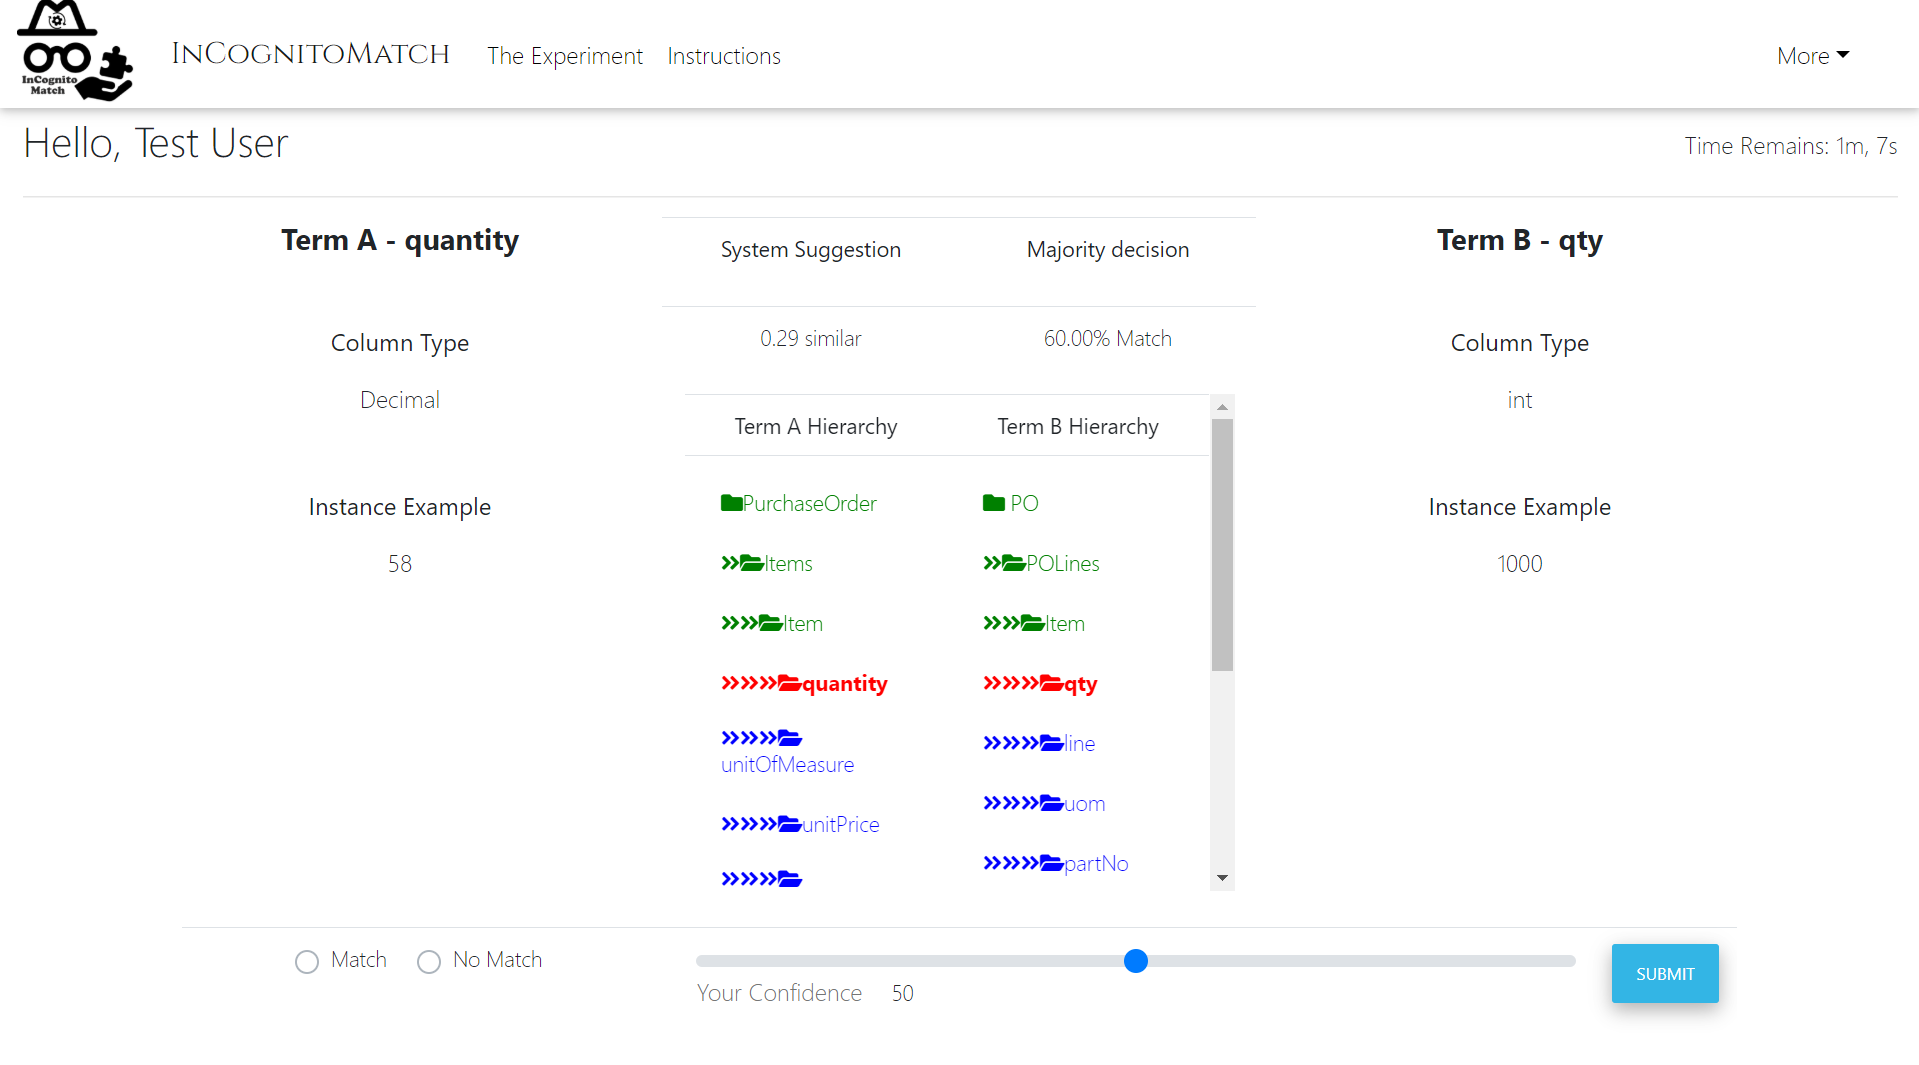 InCognito
Match
InCognitoMatch
The Experiment
Instructions
More
Hello, Test User
Time Remains: 1m, 7s
Term A - quantity
System Suggestion
Majority decision
Term B - qty
0.29 similar
60.00% Match
Column Type
Decimal
Column Type
int
Term A Hierarchy
Term B Hierarchy
Instance Example
58
Instance Example
1000
PurchaseOrder
PO
Items
POLines
Item
Item
quantity
qty
unitOfMeasure
line
unitPrice
uom
partNo
Match
No Match
Your Confidence
50
SUBMIT